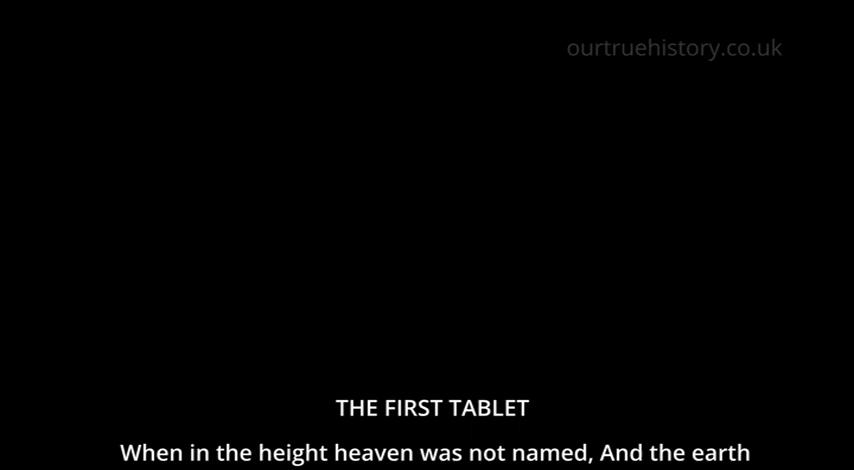 ourtruehistory.co.uk
THE FIRST TABLET
When in the height heaven was not named, And the earth